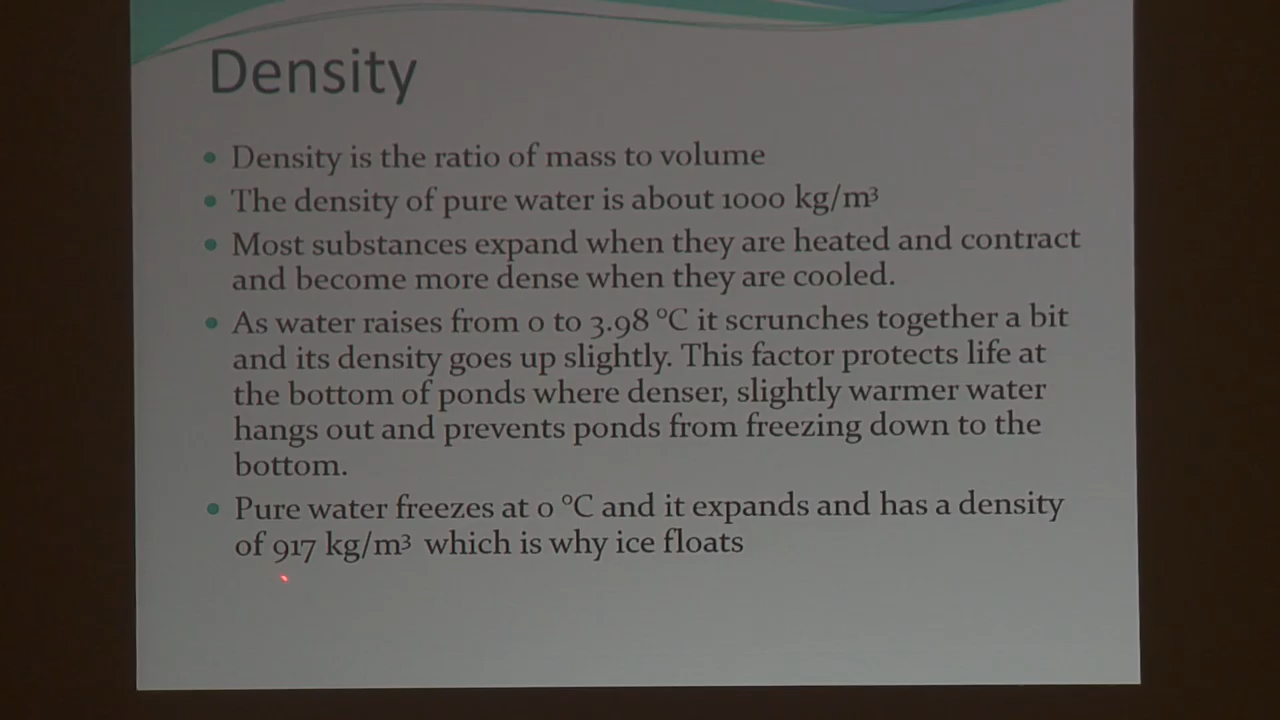 Density
• Density is the ratio of mass to volume
• The density of pure water is about 1000 kg/m³
• Most substances expand when they are heated and contract
and become more dense when they are cooled.
• As water raises from 0 to 3.98 °C it scrunches together a bit
and its density goes up slightly. This factor protects life at
the bottom of ponds where denser, slightly warmer water
hangs out and prevents ponds from freezing down to the
bottom.
• Pure water freezes at 0 °C and it expands and has a density
of 917 kg/m³ which is why ice floats